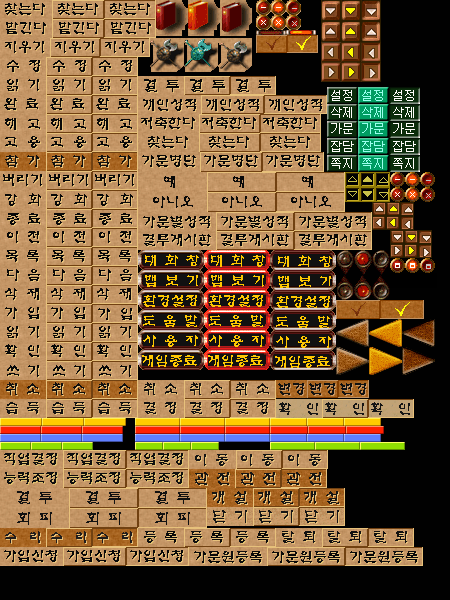 찾는다 찾는다 찾는다
맡긴다 맡긴다 맡긴다
지우기 지우기 지우기
수 정 수 정 수 정
읽 기 읽 기 읽 기 결 투 결 투 결 투
설정 설정 설정
완 료 완 료 완 료 개인성적 개인성적 개인성적
삭제 삭제 삭제
해 고 해 고 해 고 저축한다 저축한다 저축한다
가문 가문 가문
고 용 고 용 고 용 찾는다 찾는다 찾는다
잡담 잡담 잡담
참 가 참 가 참 가 가문명단 가문명단 가문명단
쪽지 쪽지 쪽지
버리기 버리기 버리기 예 예 예
강 화 강 화 강 화 아니오 아니오 아니오
종 료 종 료 종 료 가문별성적 가문별성적 가문별성적
이 전 이 전 이 전 결투게시판 결투게시판 결투게시판
목 록 목 록 목 록 대 화 창 대 화 창 대 화 창
다 음 다 음 다 음 맵 보 기 맵 보 기 맵 보 기
삭 제 삭 제 삭 제 환경설정 환경설정 환경설정
가 입 가 입 가 입 도 움 말 도 움 말 도 움 말
읽 기 읽 기 읽 기 사 용 자 사 용 자 사 용 자
확 인 확 인 확 인 게임종료 게임종료 게임종료
쓰 기 쓰 기 쓰 기
취 소 취 소 취 소 취 소 취 소 취 소 변경 변경 변경
습 득 습 득 습 득 결 정 결 정 결 정 확 인 확 인 확 인
직업결정 직업결정 직업결정 이 동 이 동 이 동
능력조정 능력조정 능력조정 관 전 관 전 관 전
결 투 결 투 결 투 개 설 개 설 개 설
회 피 회 피 회 피 닫 기 닫 기 닫 기
수 리 수 리 수 리 등 록 등 록 등 록 탈 퇴 탈 퇴 탈 퇴
가입신청 가입신청 가입신청 가문원등록 가문원등록 가문원등록